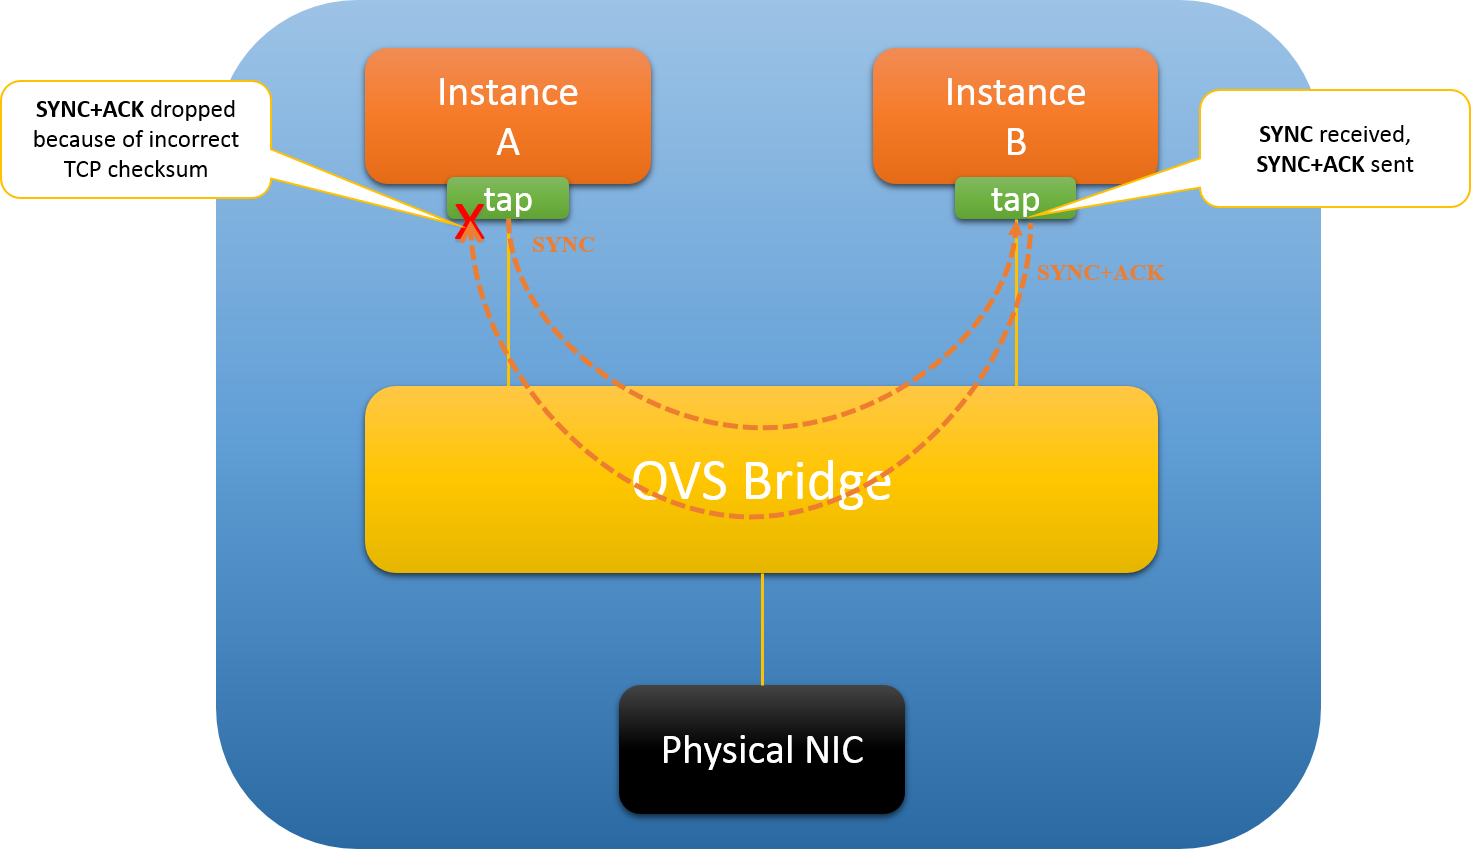 Instance
A
Instance
B
SYNC+ACK dropped
because of incorrect
TCP checksum
SYNC received,
SYNC+ACK sent
tap
tap
SYNC
SYNC+ACK
OVS Bridge
Physical NIC